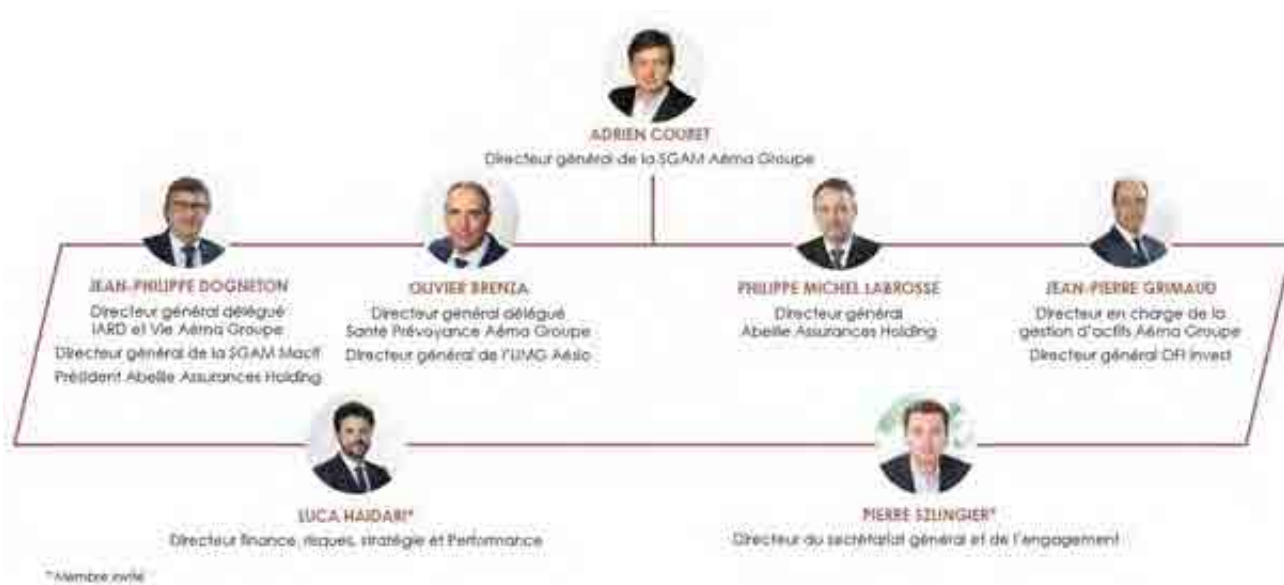 ADRIEN COURET
Directeur général de la SGAM Aéma Groupe
JEAN-PHILIPPE DOGNETON
Directeur général délégué
IARD et Vie Aéma Groupe
Directeur général de la SGAM Macif
Président Abeille Assurances Holding
OLIVIER BRENZA
Directeur général délégué
Santé Prévoyance Aéma Groupe
Directeur général de l'UMG Aésio
PHILIPPE MICHEL LABROSSE
Directeur général
Abeille Assurances Holding
JEAN-PIERRE GRIMAUD
Directeur en charge de la
gestion d'actifs Aéma Groupe
Directeur général OFI Invest
LUCA HAIDARI*
Directeur finance, risques, stratégie et Performance
PIERRE SZLINGIER*
Directeur du secrétariat général et de l'engagement
* Membre invité